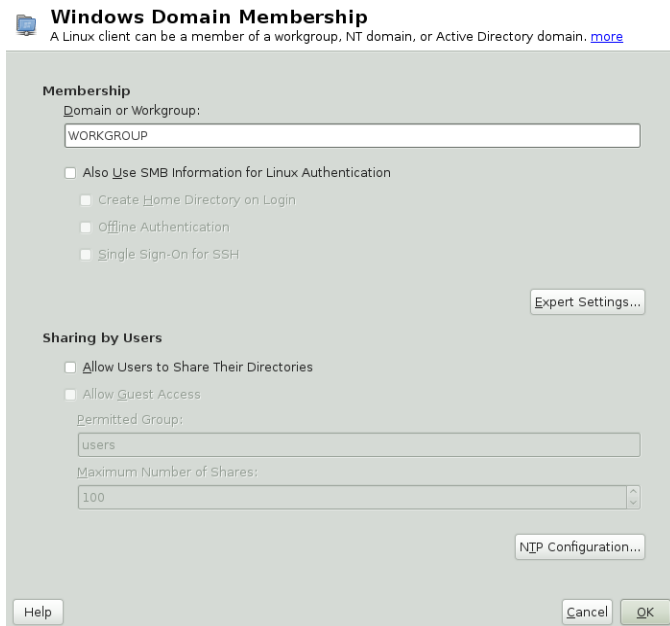 Windows Domain Membership
A Linux client can be a member of a workgroup, NT domain, or Active Directory domain. more
Membership
Domain or Workgroup:
WORKGROUP
Also Use SMB Information for Linux Authentication
Create Home Directory on Login
Offline Authentication
Single Sign-On for SSH
Expert Settings...
Sharing by Users
Allow Users to Share Their Directories
Allow Guest Access
Permitted Group:
users
Maximum Number of Shares:
100
NTP Configuration...
Help
Cancel
OK